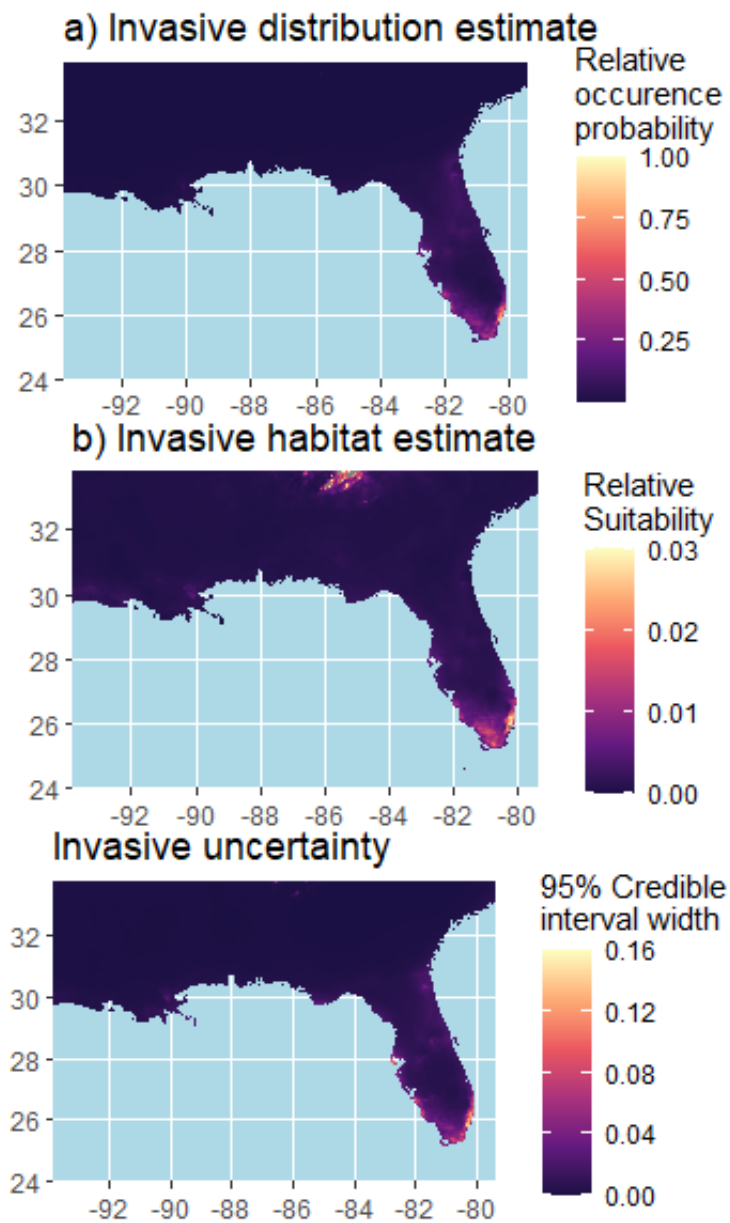 a) Invasive distribution estimate
Relative
occurence
probability
32
30
28
26
24
1.00
0.75
0.50
0.25
-92 -90 -88 -86 -84 -82 -80
b) Invasive habitat estimate
Relative
Suitability
32
30
28
26
24
0.03
0.02
0.01
0.00
-92 -90 -88 -86 -84 -82 -80
Invasive uncertainty
95% Credible
interval width
32
30
28
26
24
0.16
0.12
0.08
0.04
0.00
-92 -90 -88 -86 -84 -82 -80